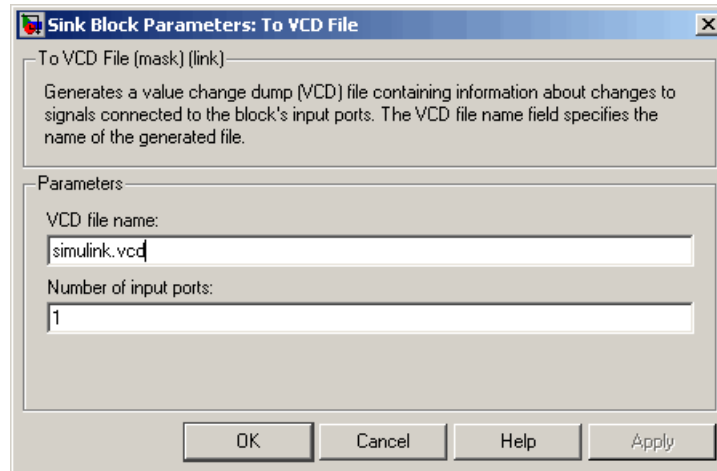 Sink Block Parameters: To VCD File
To VCD File (mask) (link)
Generates a value change dump (VCD) file containing information about changes to
signals connected to the block's input ports. The VCD file name field specifies the
name of the generated file.
Parameters
VCD file name:
simulink.vcd
Number of input ports:
1
OK Cancel Help Apply